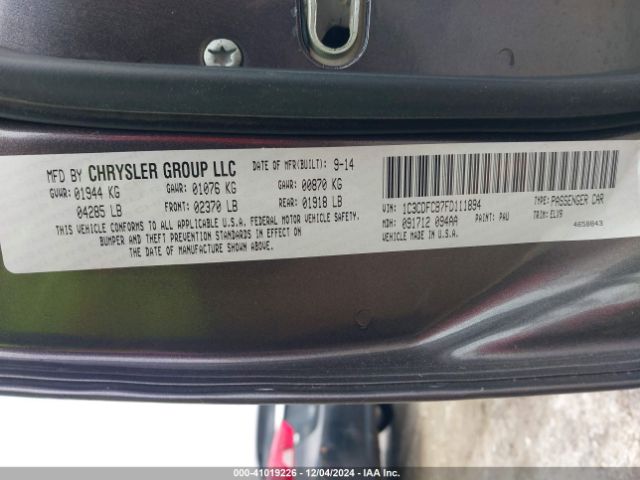 MFD BY CHRYSLER GROUP LLC DATE OF MFR(BUILT): 9-14
GVWR: 01944 KG GAWR: 01076 KG GAWR: 00870 KG
04285 LB FRONT: 02370 LB REAR: 01918 LB
THIS VEHICLE CONFORMS TO ALL APPLICABLE U.S.A. FEDERAL MOTOR VEHICLE SAFETY,
BUMPER AND THEFT PREVENTION STANDARDS IN EFFECT ON
THE DATE OF MANUFACTURE SHOWN ABOVE.
VIN: 1C3CDFCB7FD111894 TYPE: PASSENGER CAR
MDH: 091712 094AA PAINT: PAU TRIM: ELV9
VEHICLE MADE IN U.S.A. 4658643
000-41019226 - 12/04/2024 - IAA Inc.